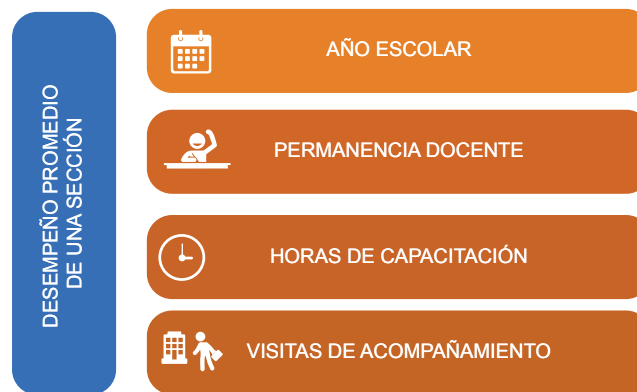 DESEMPEÑO PROMEDIO
DE UNA SECCIÓN
AÑO ESCOLAR
PERMANENCIA DOCENTE
HORAS DE CAPACITACIÓN
VISITAS DE ACOMPAÑAMIENTO